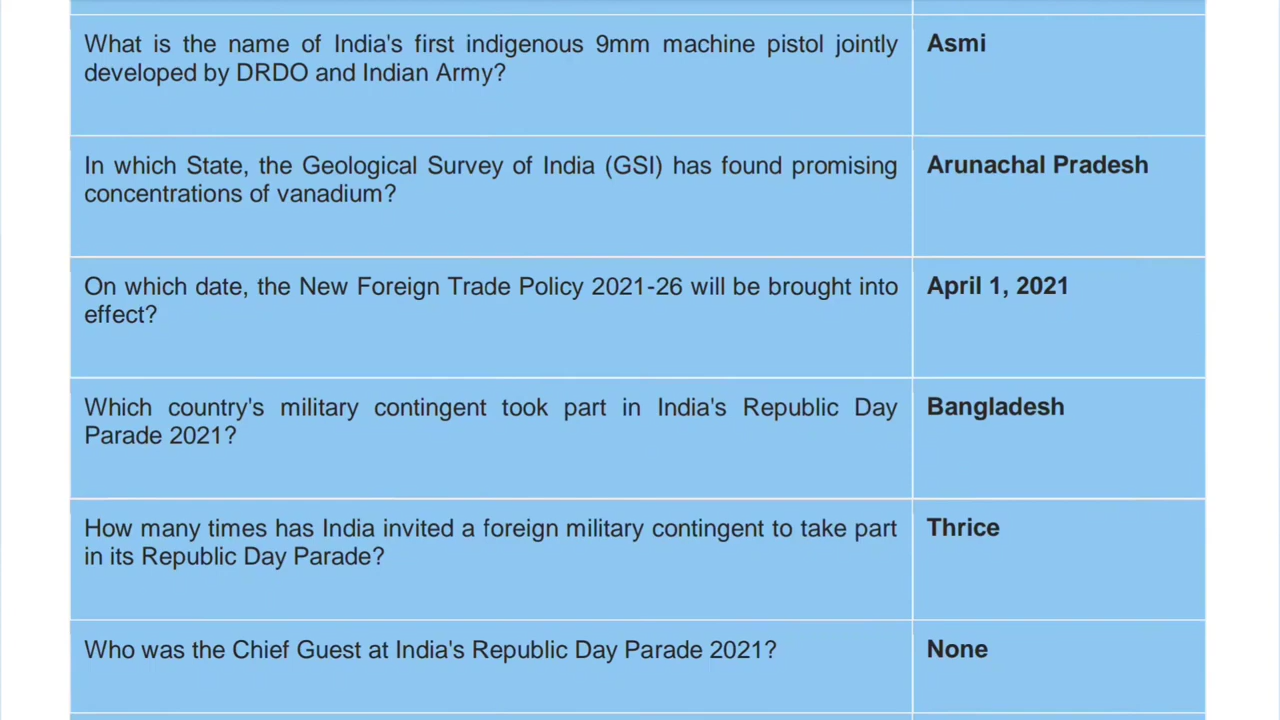 What is the name of India's first indigenous 9mm machine pistol jointly
developed by DRDO and Indian Army?
Asmi
In which State, the Geological Survey of India (GSI) has found promising
concentrations of vanadium?
Arunachal Pradesh
On which date, the New Foreign Trade Policy 2021-26 will be brought into
effect?
April 1, 2021
Which country's military contingent took part in India's Republic Day
Parade 2021?
Bangladesh
How many times has India invited a foreign military contingent to take part
in its Republic Day Parade?
Thrice
Who was the Chief Guest at India's Republic Day Parade 2021?
None